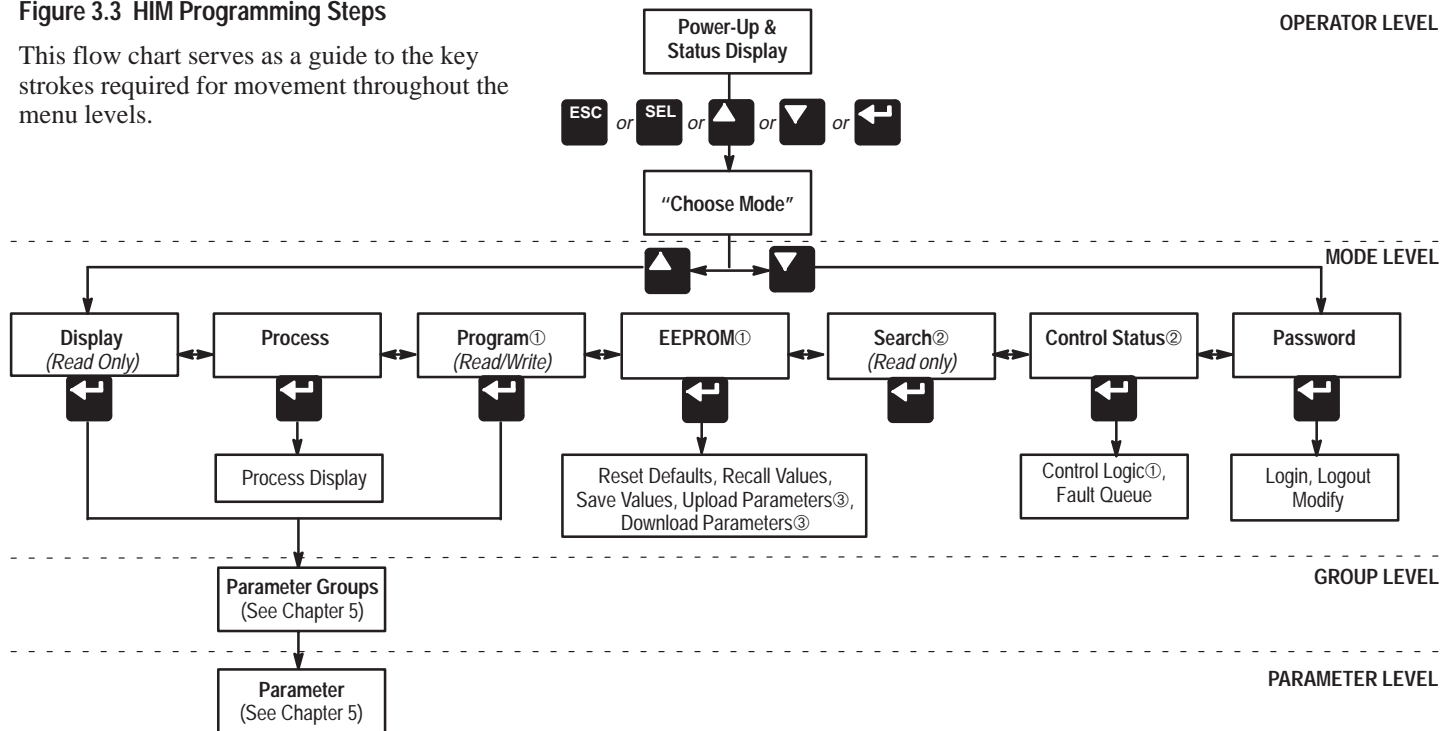 Figure 3.3 HIM Programming Steps
This flow chart serves as a guide to the key
strokes required for movement throughout the
menu levels.
Power-Up &
Status Display
OPERATOR LEVEL
ESC or SEL or or or
“Choose Mode”
MODE LEVEL
Display
(Read Only)
Process
Program①
(Read/Write)
EEPROM①
Search②
(Read only)
Control Status②
Password
Process Display
Reset Defaults, Recall Values,
Save Values, Upload Parameters③,
Download Parameters③
Control Logic①,
Fault Queue
Login, Logout
Modify
GROUP LEVEL
Parameter Groups
(See Chapter 5)
PARAMETER LEVEL
Parameter
(See Chapter 5)